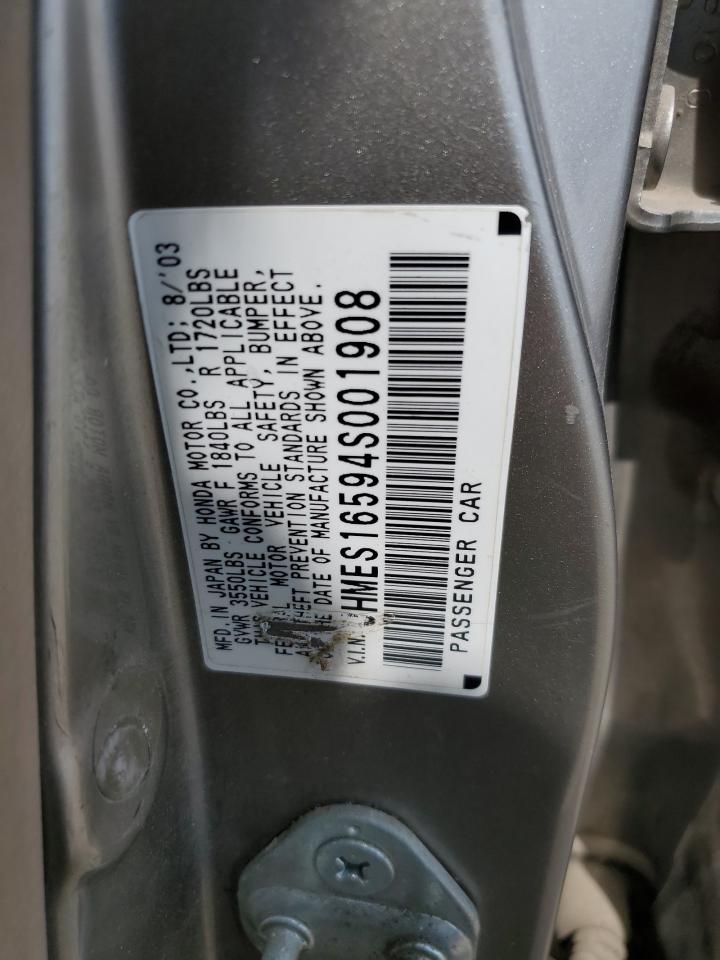 MFD. IN JAPAN BY HONDA MOTOR CO.,LTD; 8/'03
GVWR 3550LBS GAWR F 1840LBS R 1720LBS
VEHICLE CONFORMS TO ALL APPLICABLE
MOTOR VEHICLE SAFETY, BUMPER,
THEFT PREVENTION STANDARDS IN EFFECT
DATE OF MANUFACTURE SHOWN ABOVE.
V.I.N. HMES16594S001908
PASSENGER CAR